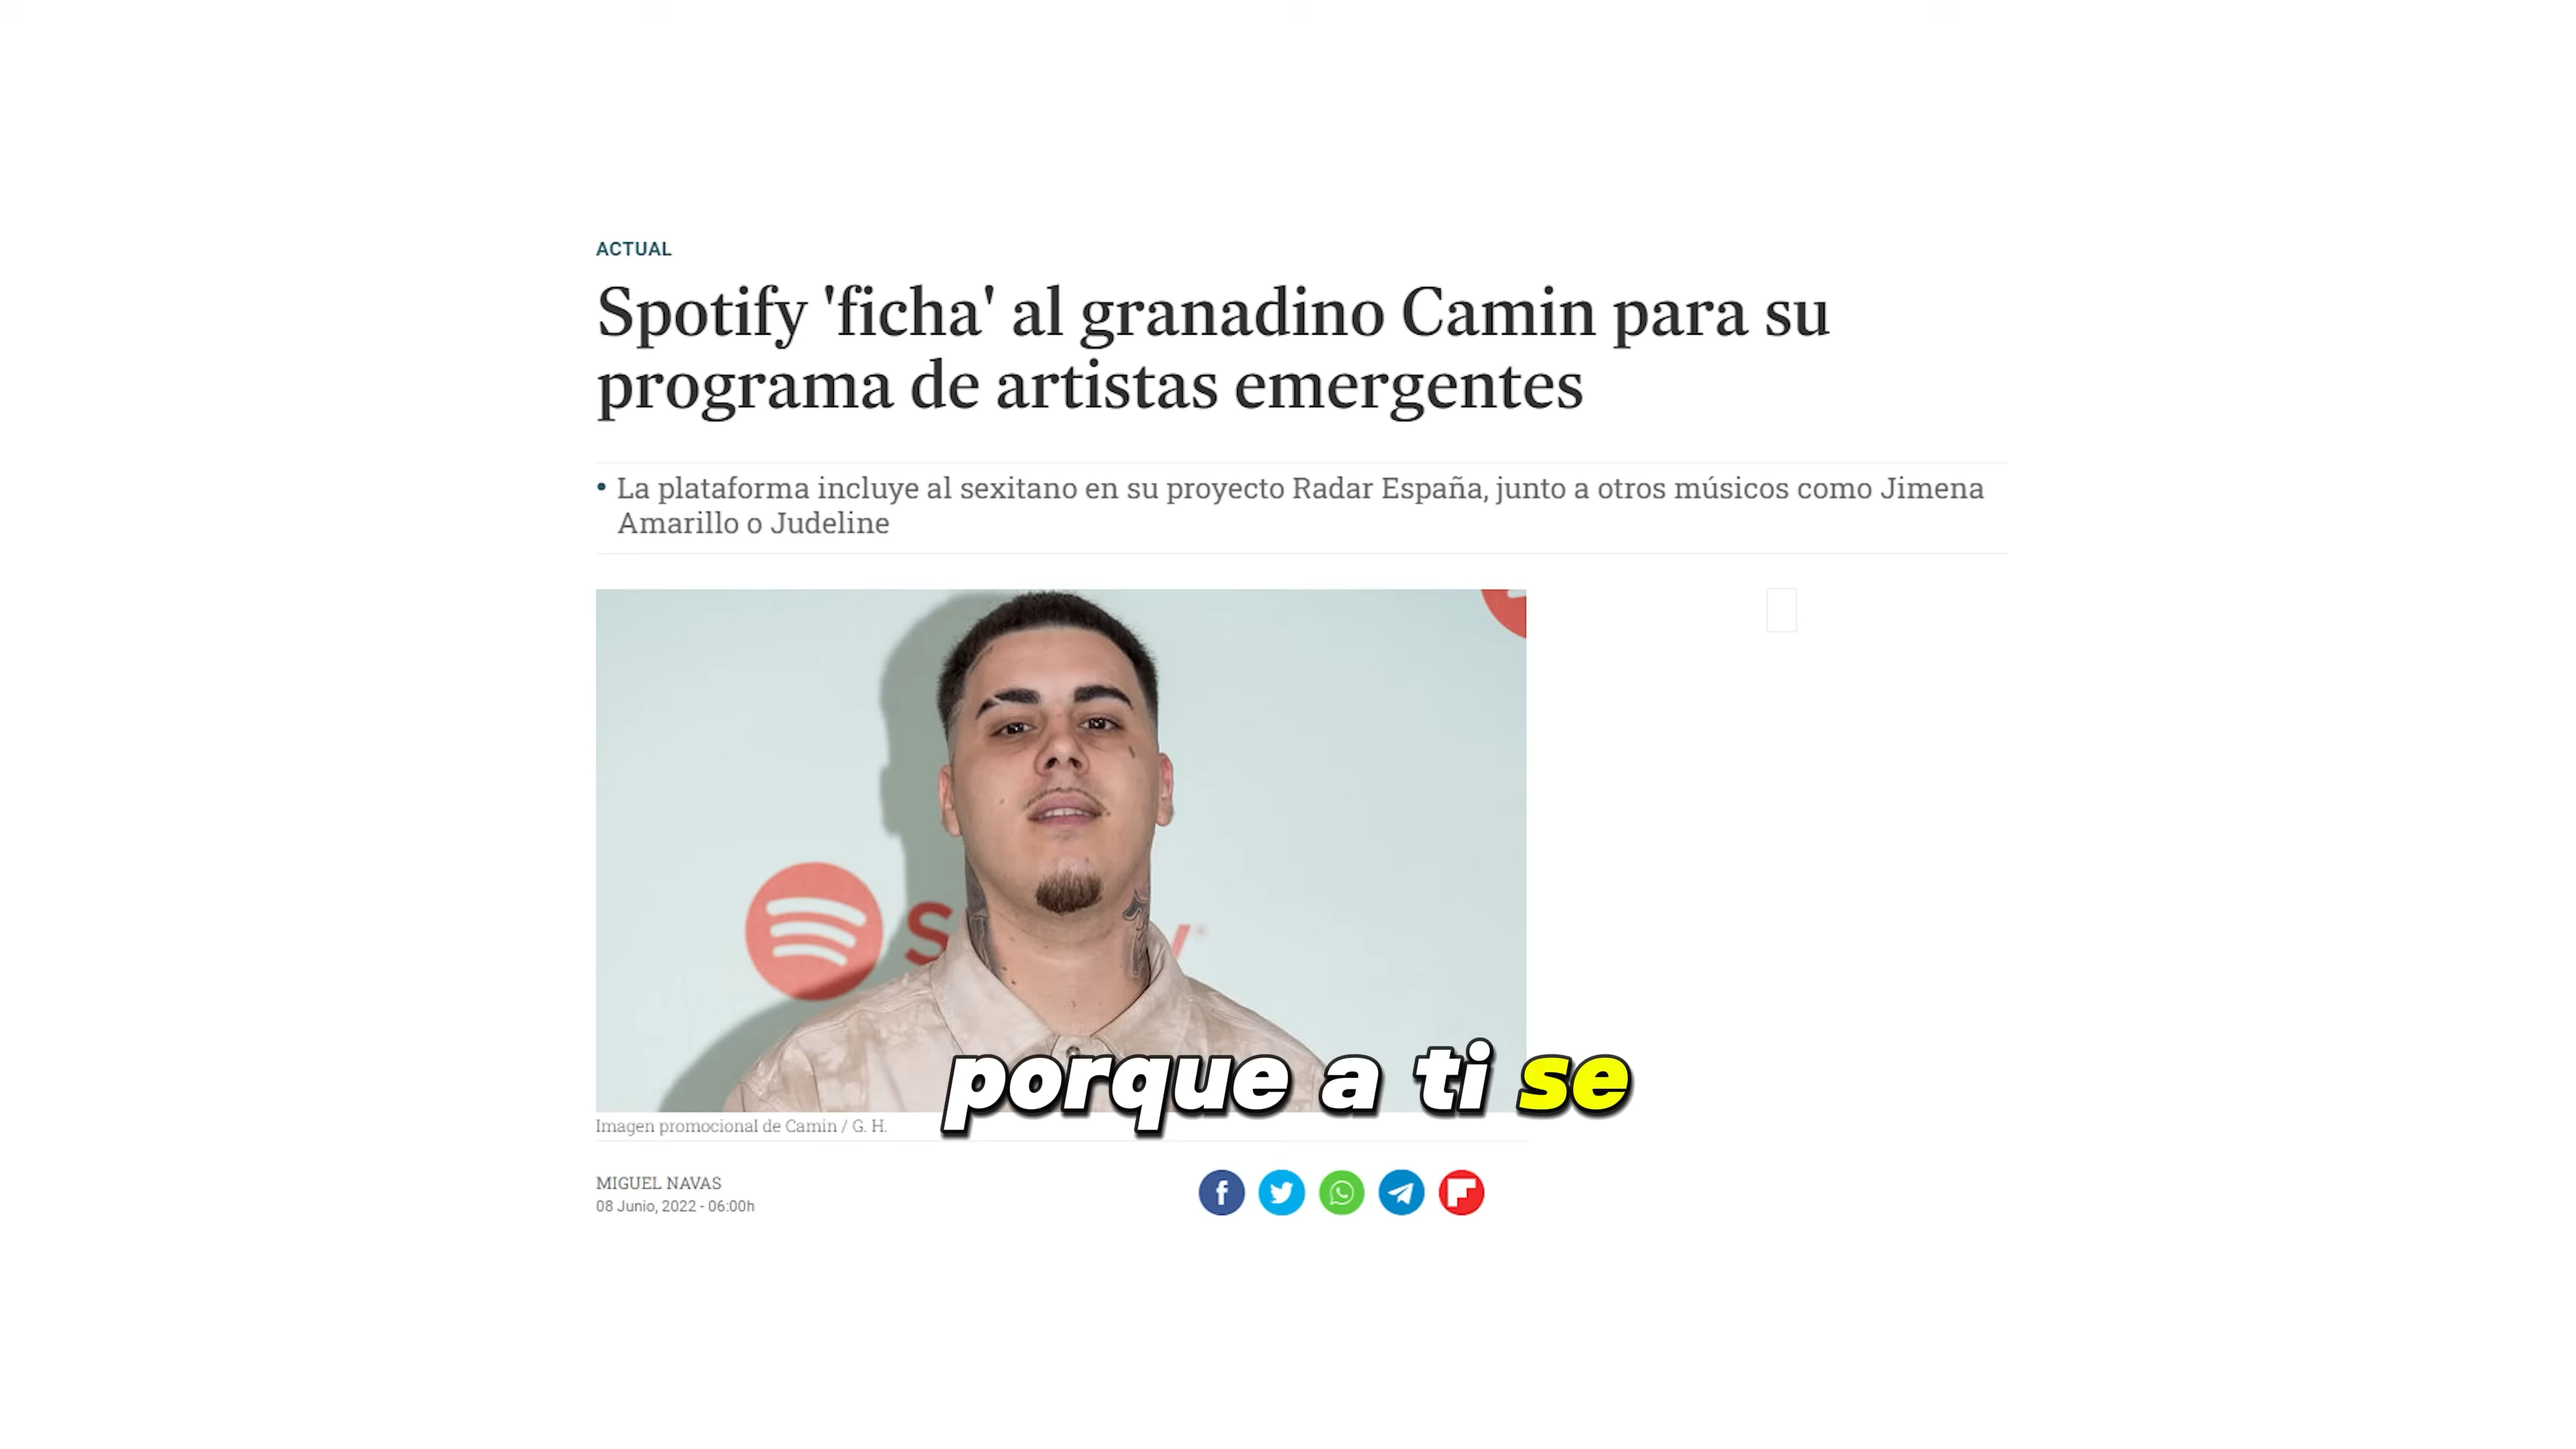 ACTUAL
Spotify 'ficha' al granadino Camin para su
programa de artistas emergentes
• La plataforma incluye al sexitano en su proyecto Radar España, junto a otros músicos como Jimena
Amarillo o Judeline
porque a ti se
Imagen promocional de Camin / G. H.
MIGUEL NAVAS
08 Junio, 2022 - 06:00h